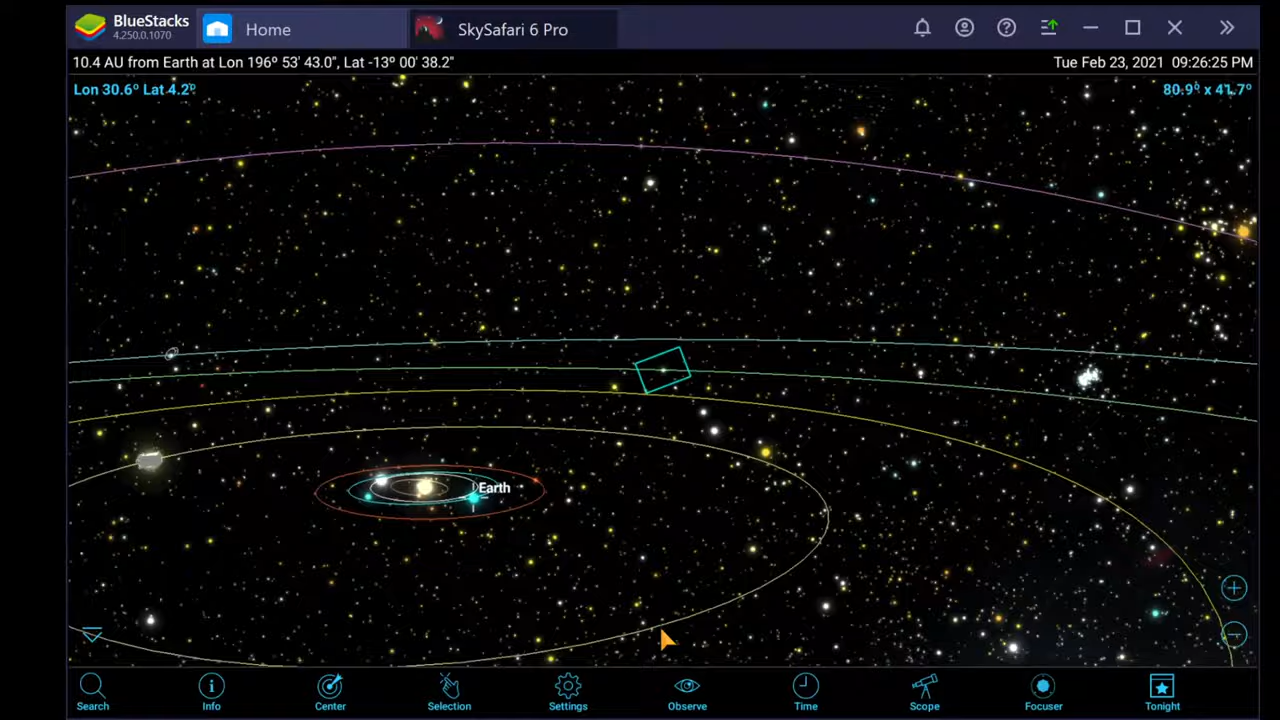 BlueStacks
4.250.0.1070
Home
SkySafari 6 Pro
10.4 AU from Earth at Lon 196° 53' 43.0", Lat -13° 00' 38.2"
Tue Feb 23, 2021 09:26:25 PM
Lon 30.6° Lat 4.2°
80.9° x 41.7°
Earth
Search
Info
Center
Selection
Settings
Observe
Time
Scope
Focuser
Tonight